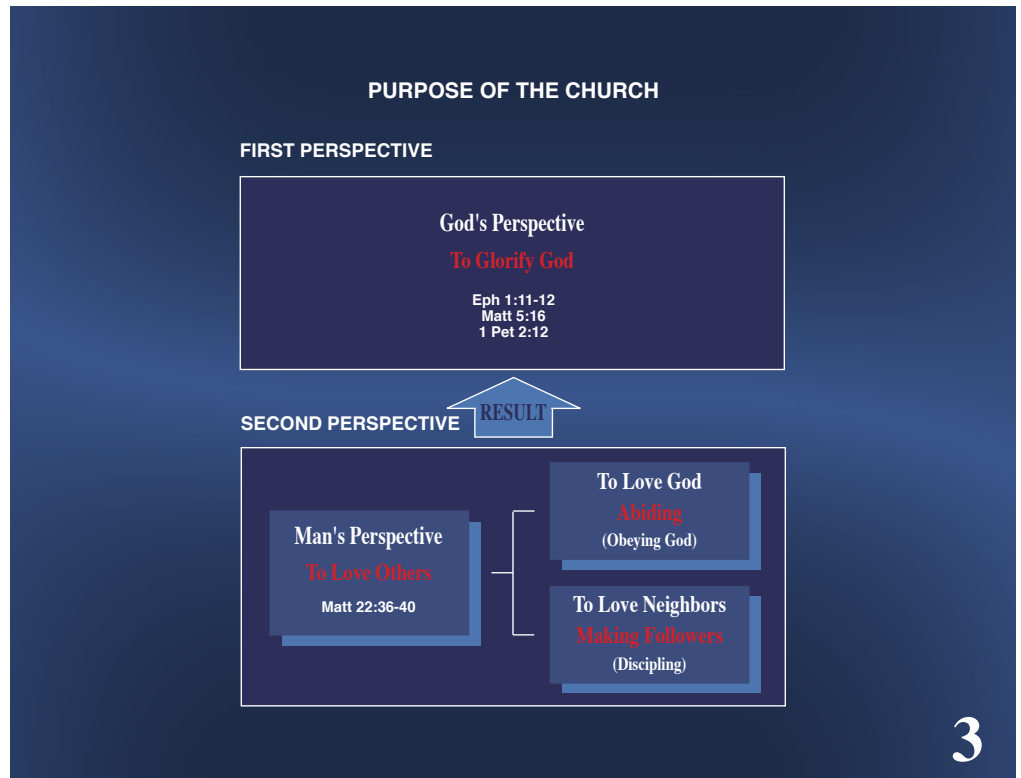 PURPOSE OF THE CHURCH
FIRST PERSPECTIVE
God's Perspective
To Glorify God
Eph 1:11-12
Matt 5:16
1 Pet 2:12
RESULT
SECOND PERSPECTIVE
Man's Perspective
To Love Others
Matt 22:36-40
To Love God
Abiding
(Obeying God)
To Love Neighbors
Making Followers
(Discipling)
3